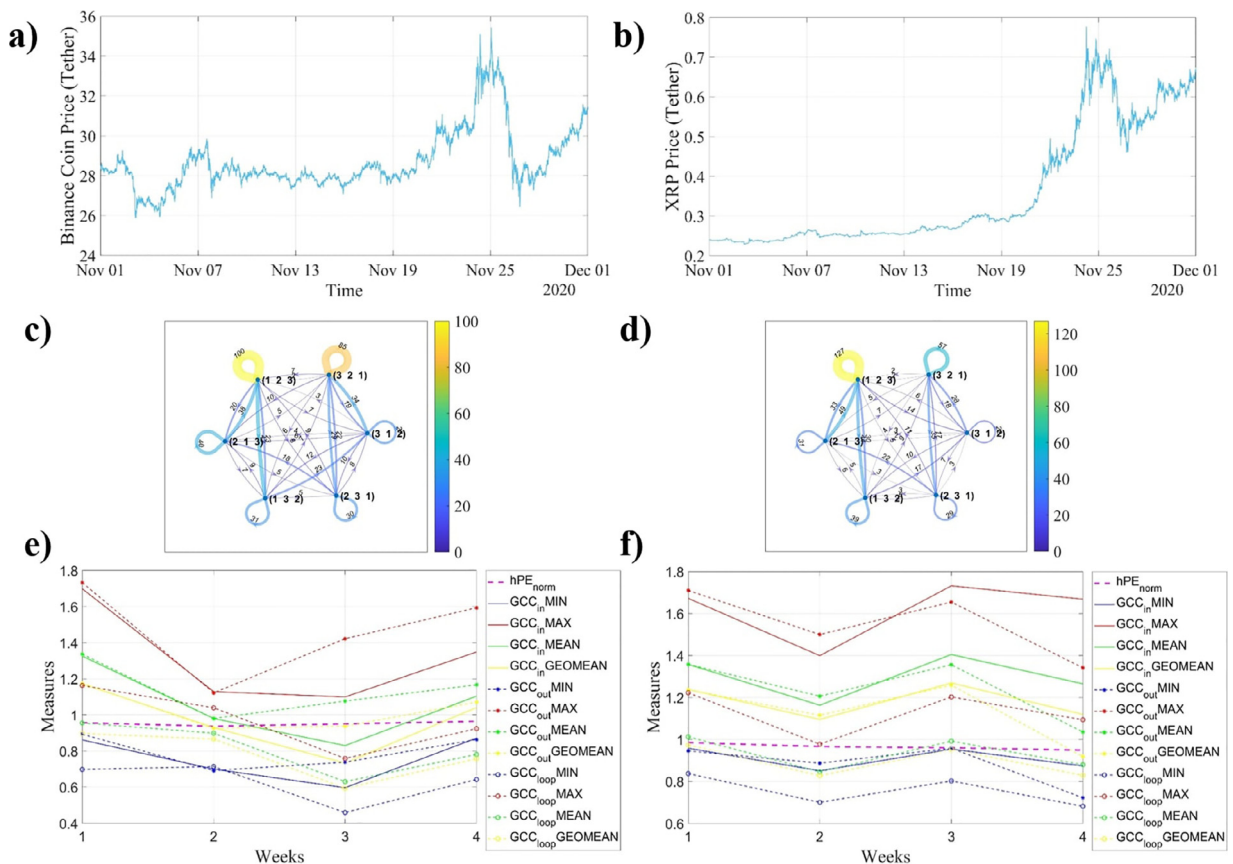 a)
Binance Coin Price (Tether)
36
34
32
30
28
26
24
Nov 01 Nov 07 Nov 13 Nov 19 Nov 25 Dec 01
Time 2020
b)
XRP Price (Tether)
0.8
0.7
0.6
0.5
0.4
0.3
0.2
Nov 01 Nov 07 Nov 13 Nov 19 Nov 25 Dec 01
Time 2020
c)
100 85
(1 2 3) (3 2 1)
(2 1 3) (3 1 2)
(1 3 2) (2 3 1)
40
31 30
100
80
60
40
20
0
d)
127 57
(1 2 3) (3 2 1)
(2 1 3) (3 1 2)
(1 3 2) (2 3 1)
31
39 29
120
100
80
60
40
20
0
e)
Measures
1.8
1.6
1.4
1.2
1
0.8
0.6
0.4
1 2 3 4
Weeks
hPEnorm
GCCinMIN
GCCinMAX
GCCinMEAN
GCCinGEOMEAN
GCCoutMIN
GCCoutMAX
GCCoutMEAN
GCCoutGEOMEAN
GCCloopMIN
GCCloopMAX
GCCloopMEAN
GCCloopGEOMEAN
f)
Measures
1.8
1.6
1.4
1.2
1
0.8
0.6
1 2 3 4
Weeks
hPEnorm
GCCinMIN
GCCinMAX
GCCinMEAN
GCCinGEOMEAN
GCCoutMIN
GCCoutMAX
GCCoutMEAN
GCCoutGEOMEAN
GCCloopMIN
GCCloopMAX
GCCloopMEAN
GCCloopGEOMEAN